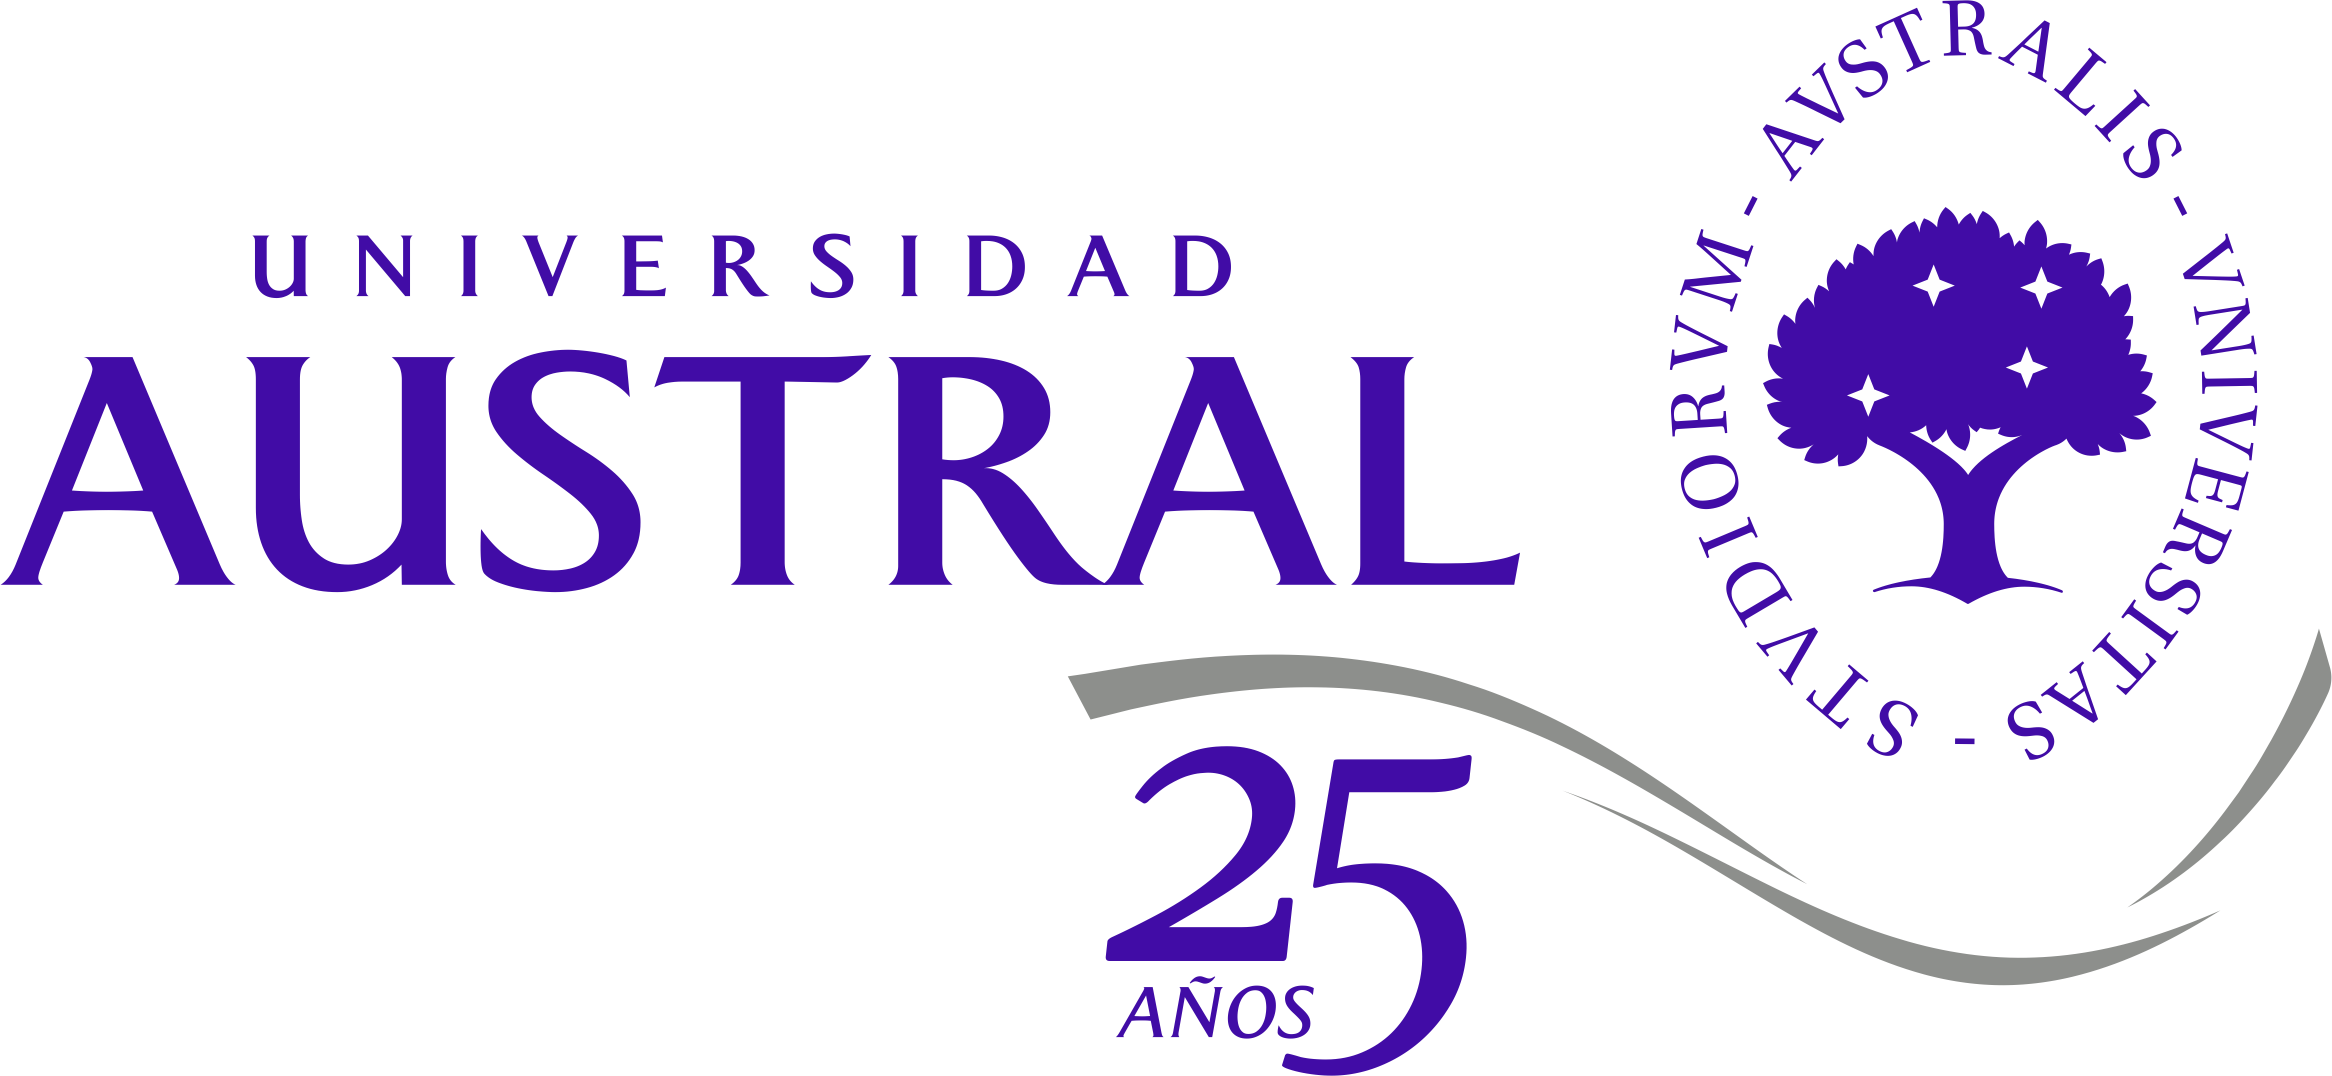 UNIVERSIDAD
AUSTRAL
STVDIORVM - AVSTRALIS - VNIVERSITAS -
25
AÑOS